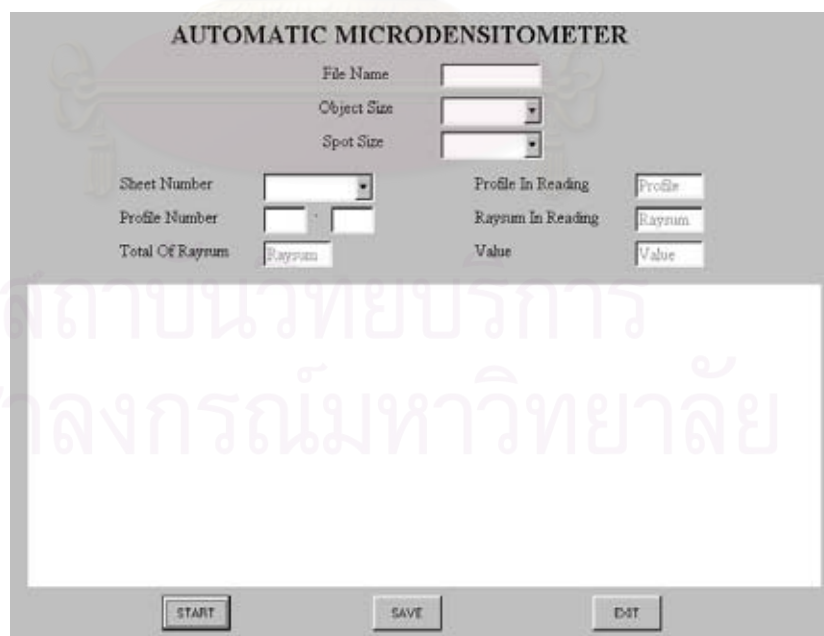 AUTOMATIC MICRODENSITOMETER
File Name
Object Size
Spot Size
Sheet Number
Profile In Reading Profile
Profile Number -
Raysum In Reading Raysum
Total Of Raysum Raysum
Value Value
สถาบันวิทยบริการ
จุฬาลงกรณ์มหาวิทยาลัย
START SAVE EXIT